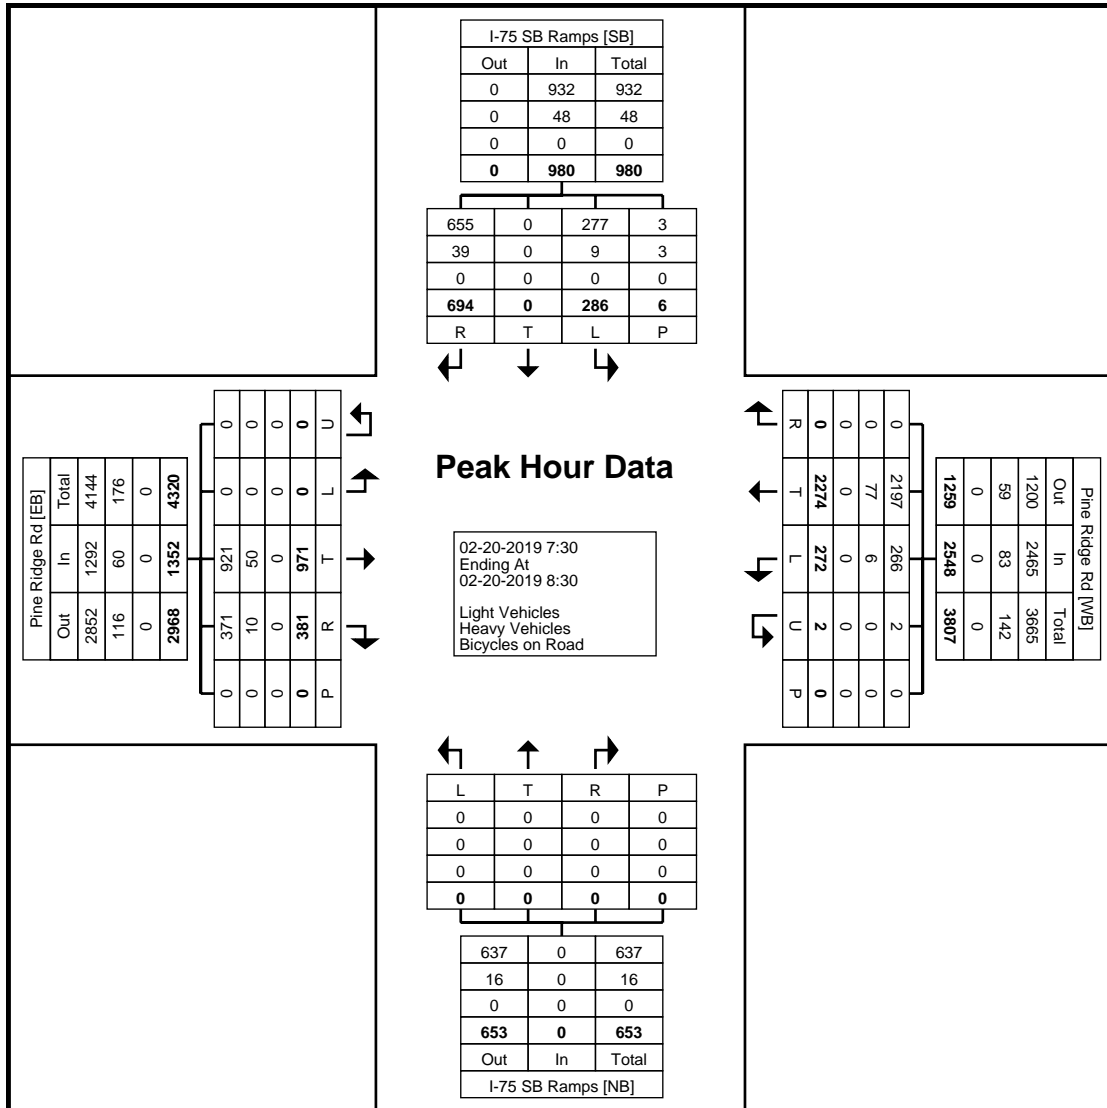 I-75 SB Ramps [SB]
Out In Total
0 932 932
0 48 48
0 0 0
0 980 980
655 0 277 3
39 0 9 3
0 0 0 0
694 0 286 6
R T L P
Pine Ridge Rd [EB]
Out In Total
2852 1292 4144
116 60 176
0 0 0
2968 1352 4320
0 0 921 371 0
0 0 50 10 0
0 0 0 0 0
0 0 971 381 0
U L T R P
Peak Hour Data
02-20-2019 7:30
Ending At
02-20-2019 8:30
Light Vehicles
Heavy Vehicles
Bicycles on Road
R T L U P
0 2274 272 2 0
0 0 0 0 0
0 77 6 0 0
0 2197 266 2 0
Pine Ridge Rd [WB]
Out In Total
1200 2465 3665
59 83 142
0 0 0
1259 2548 3807
L T R P
0 0 0 0
0 0 0 0
0 0 0 0
0 0 0 0
637 0 637
16 0 16
0 0 0
653 0 653
Out In Total
I-75 SB Ramps [NB]